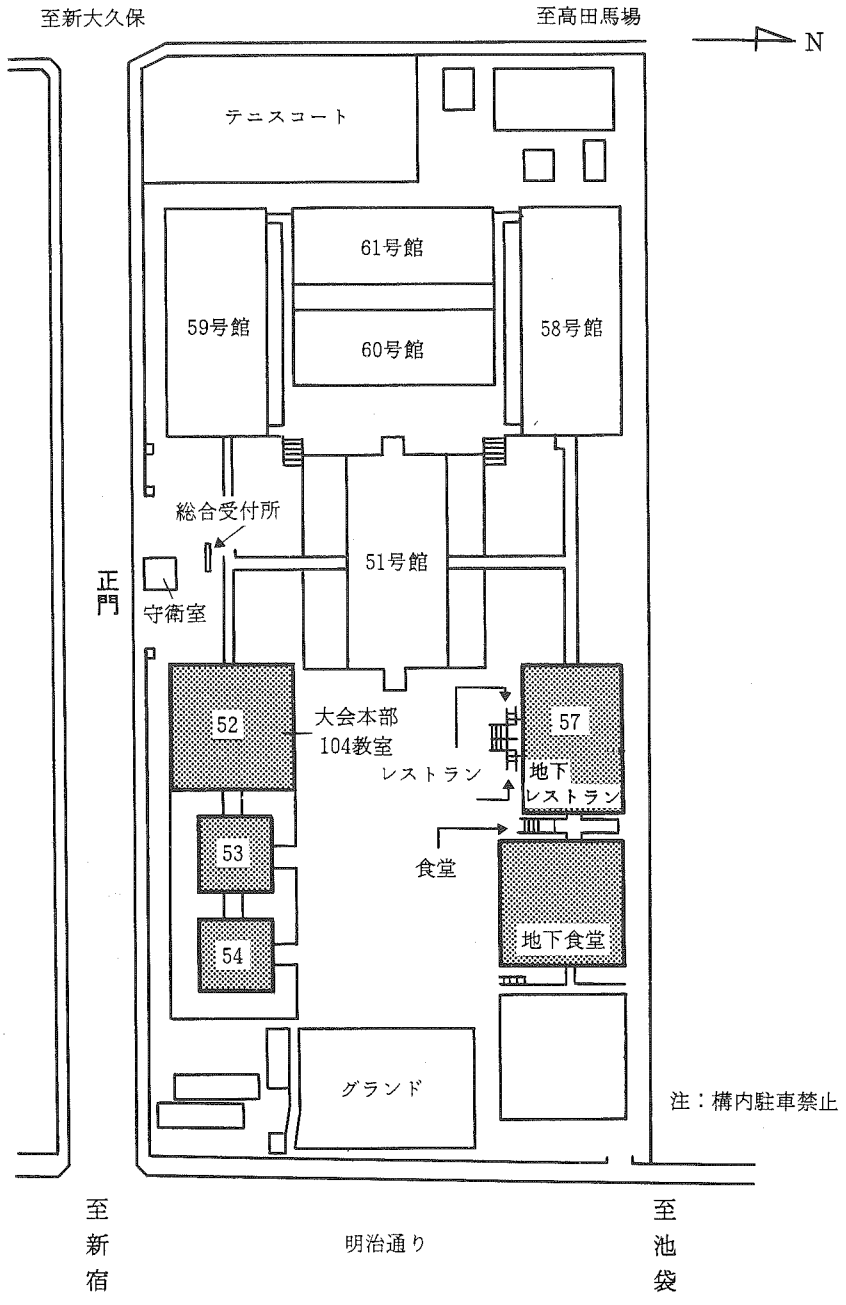 至新大久保
至高田馬場
N
テニスコート
61号館
59号館
60号館
58号館
総合受付所
正門
守衛室
51号館
52
大会本部
104教室
レストラン
57
地下
レストラン
53
食堂
54
地下食堂
グランド
注：構内駐車禁止
至新宿
明治通り
至池袋